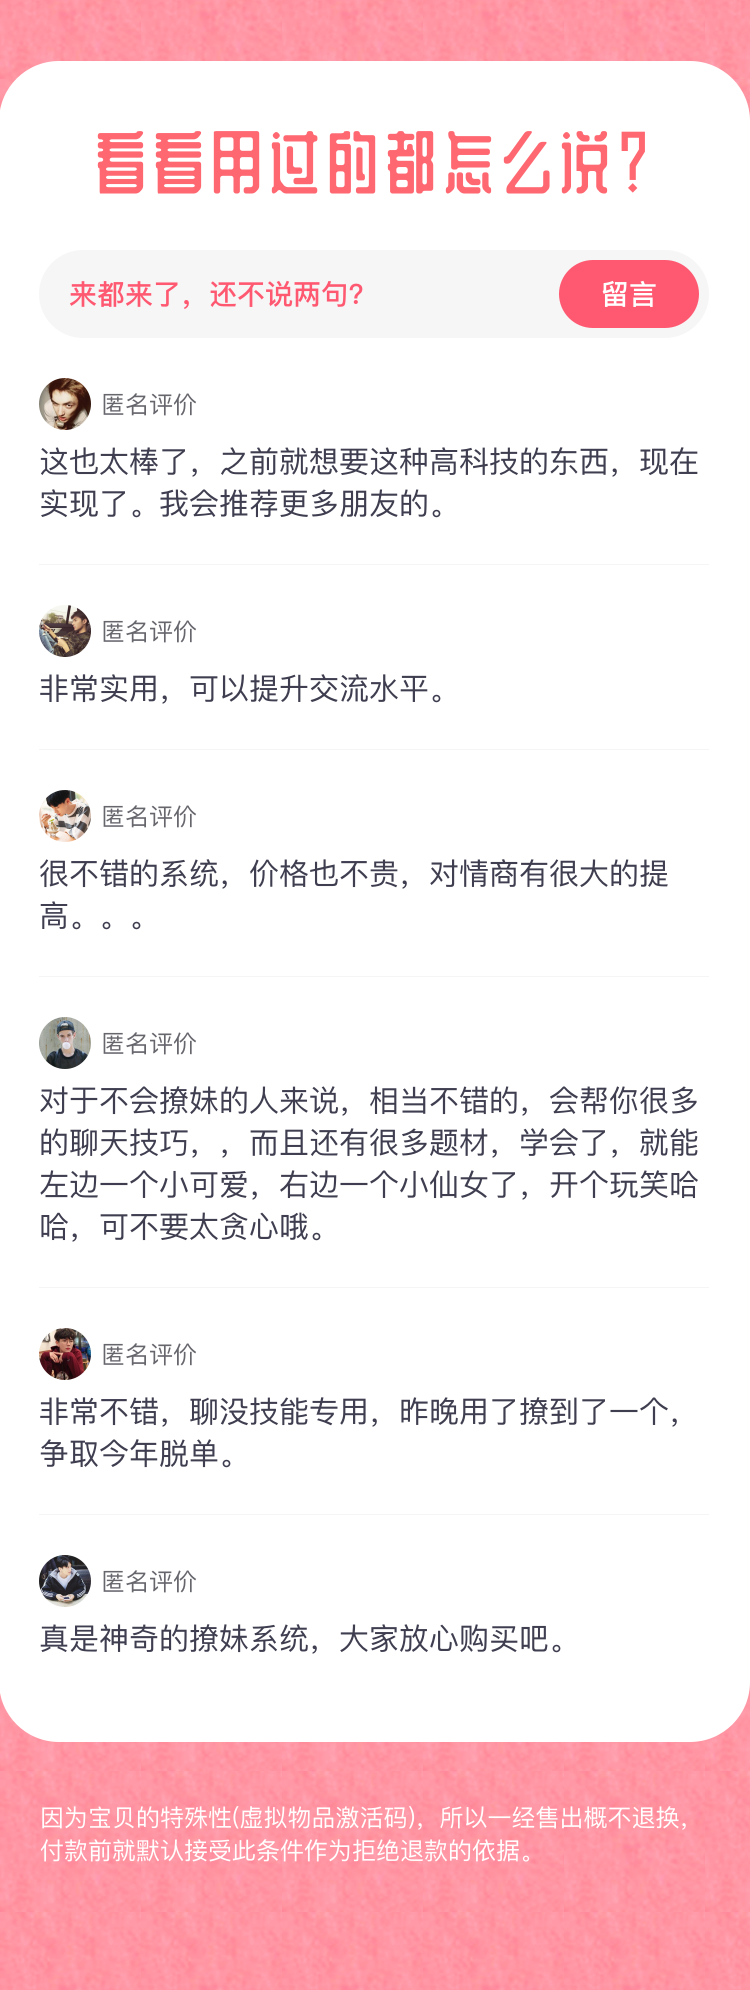 看看用过的都怎么说?
来都来了，还不说两句?
留言
匿名评价
这也太棒了，之前就想要这种高科技的东西，现在
实现了。我会推荐更多朋友的。
匿名评价
非常实用，可以提升交流水平。
匿名评价
很不错的系统，价格也不贵，对情商有很大的提
高。。。
匿名评价
对于不会撩妹的人来说，相当不错的，会帮你很多
的聊天技巧，，而且还有很多题材，学会了，就能
左边一个小可爱，右边一个小仙女了，开个玩笑哈
哈，可不要太贪心哦。
匿名评价
非常不错，聊没技能专用，昨晚用了撩到了一个，
争取今年脱单。
匿名评价
真是神奇的撩妹系统，大家放心购买吧。
因为宝贝的特殊性(虚拟物品激活码)，所以一经售出概不退换，
付款前就默认接受此条件作为拒绝退款的依据。